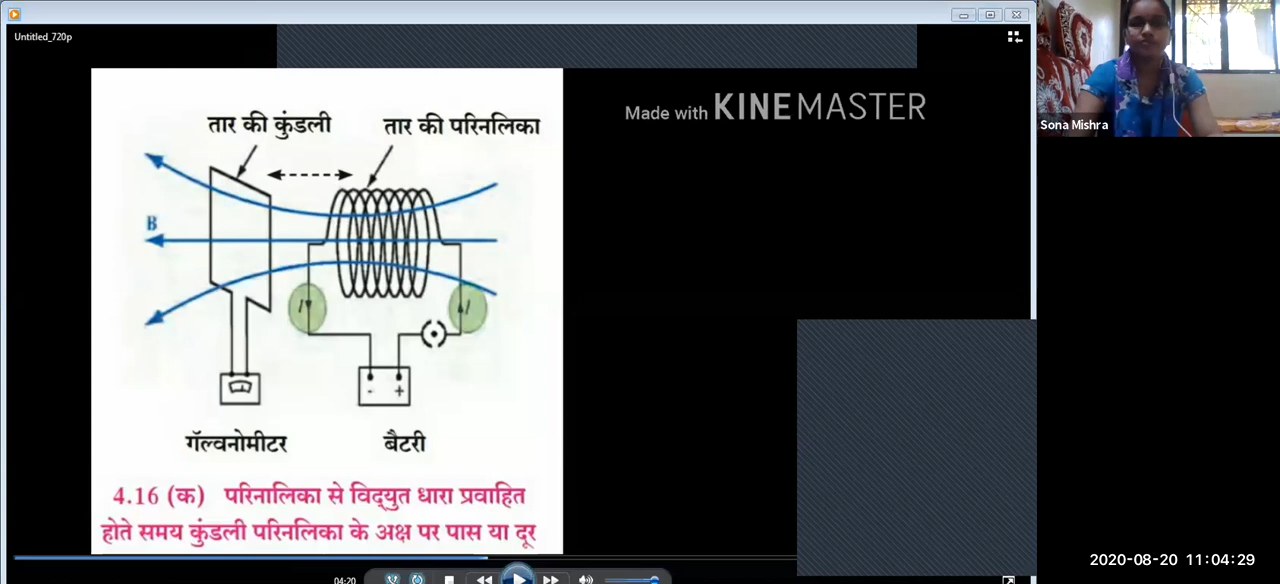 Untitled_720p
Made with KINEMASTER
Sona Mishra
तार की कुंडली
तार की परिनलिका
B
I
I
- +
गॅल्वनोमीटर
बैटरी
4.16 (क) परिनालिका से विद्‌युत धारा प्रवाहित
होते समय कुंडली परिनलिका के अक्ष पर पास या दूर
04:20
2020-08-20 11:04:29